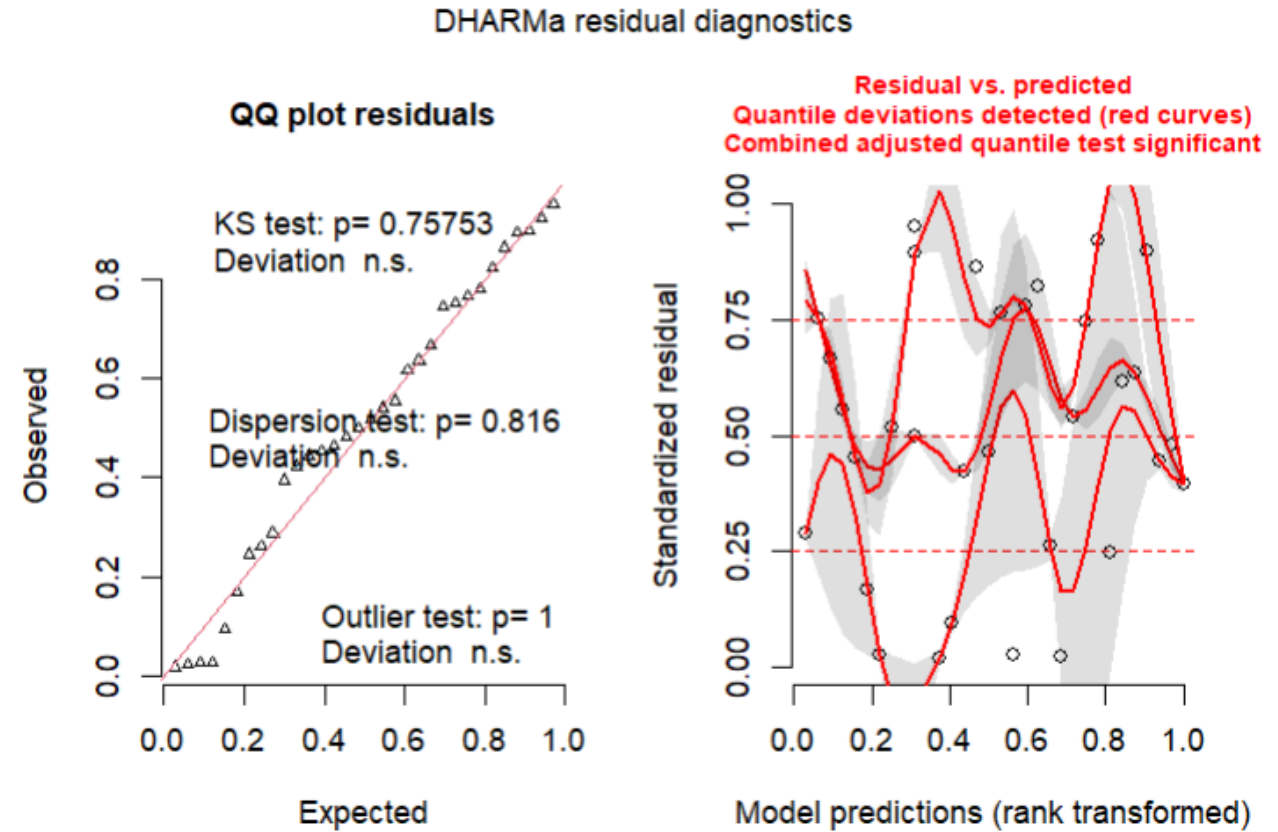 DHARMa residual diagnostics
QQ plot residuals
KS test: p= 0.75753
Deviation n.s.
Dispersion test: p= 0.816
Deviation n.s.
Outlier test: p= 1
Deviation n.s.
Observed
0.0 0.2 0.4 0.6 0.8
0.0 0.2 0.4 0.6 0.8 1.0
Expected
Residual vs. predicted
Quantile deviations detected (red curves)
Combined adjusted quantile test significant
Standardized residual
0.00 0.25 0.50 0.75 1.00
0.0 0.2 0.4 0.6 0.8 1.0
Model predictions (rank transformed)